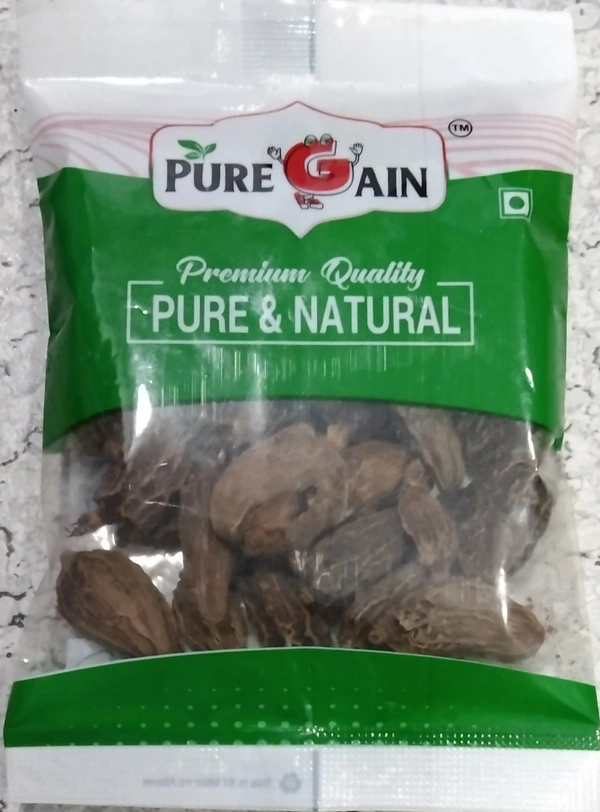 PURE GAIN
TM
Premium Quality
PURE & NATURAL